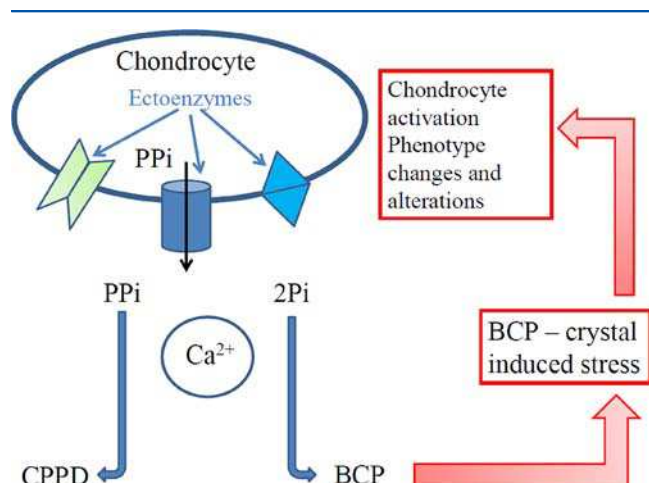 Chondrocyte
Ectoenzymes
PPi
Chondrocyte
activation
Phenotype
changes and
alterations
PPi
2Pi
Ca²⁺
BCP – crystal
induced stress
CPPD
BCP